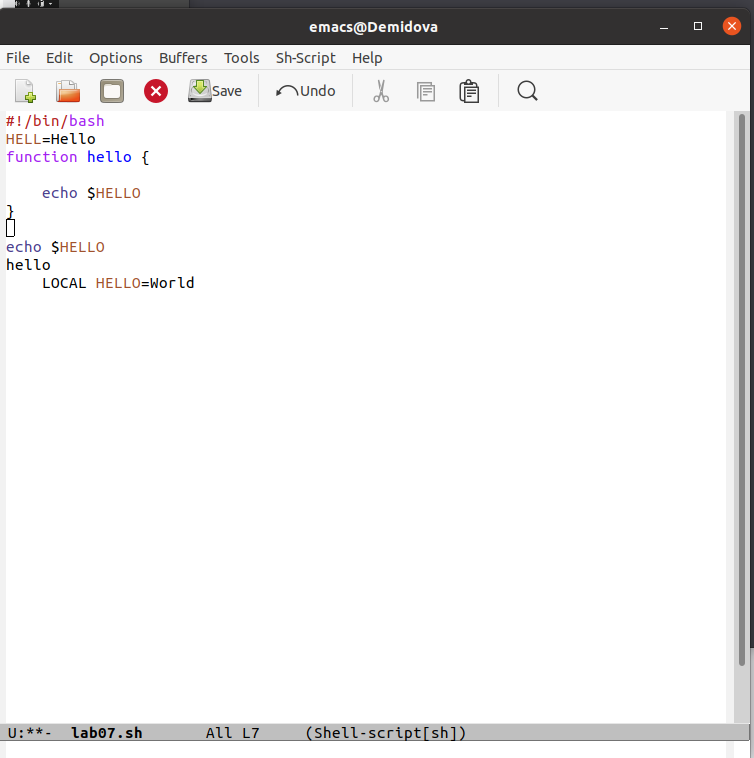 emacs@Demidova
File Edit Options Buffers Tools Sh-Script Help
Save Undo
#!/bin/bash
HELL=Hello
function hello {
    echo $HELLO
}
echo $HELLO
hello
    LOCAL HELLO=World
U:**-  lab07.sh       All L7     (Shell-script[sh])